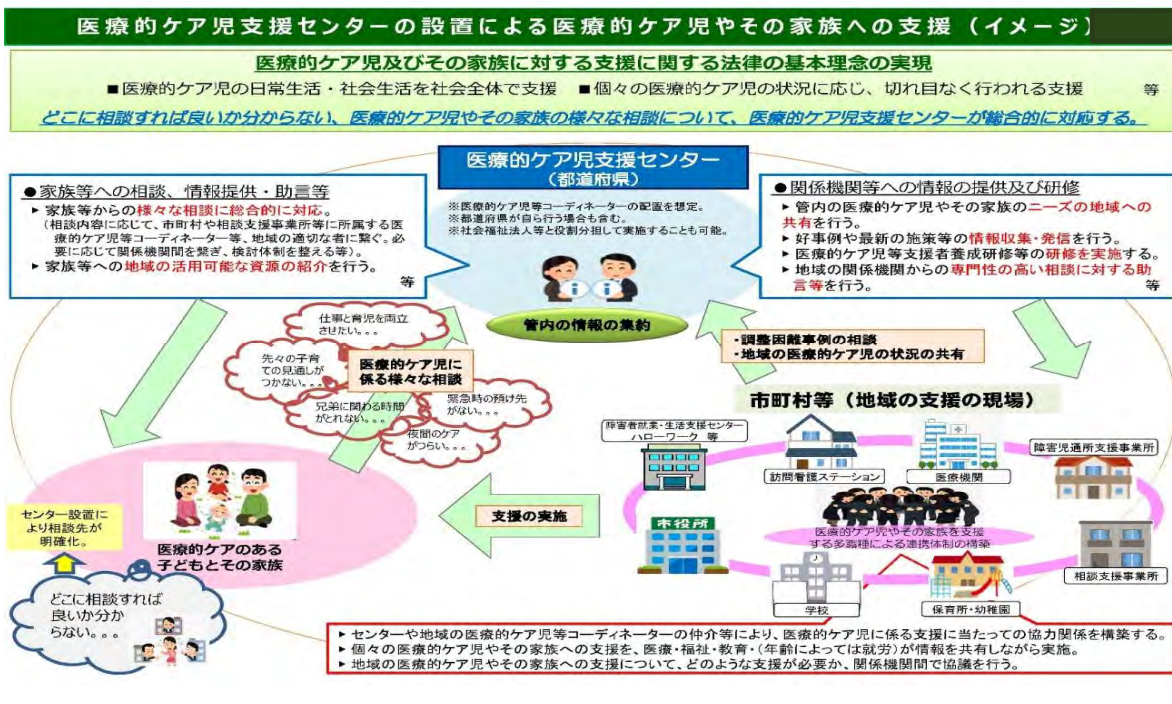 医療的ケア児支援センターの設置による医療的ケア児やその家族への支援（イメージ）
医療的ケア児及びその家族に対する支援に関する法律の基本理念の実現
■医療的ケア児の日常生活・社会生活を社会全体で支援　■個々の医療的ケア児の状況に応じ、切れ目なく行われる支援　等
どこに相談すれば良いか分からない、医療的ケア児やその家族の様々な相談について、医療的ケア児支援センターが総合的に対応する。
医療的ケア児支援センター
（都道府県）
※医療的ケア児等コーディネーターの配置を想定。
※都道府県が自ら行う場合も含む。
※社会福祉法人等と役割分担して実施することも可能。
管内の情報の集約
●家族等への相談、情報提供・助言等
▶ 家族等からの様々な相談に総合的に対応。
（相談内容に応じて、市町村や相談支援事業所等に所属する医
療的ケア児等コーディネーター等、地域の適切な者に繋ぐ。必
要に応じて関係機関間を繋ぎ、検討体制を整える等）。
▶ 家族等への地域の活用可能な資源の紹介を行う。
等
●関係機関等への情報の提供及び研修
▶ 管内の医療的ケア児やその家族のニーズの地域への
共有を行う。
▶ 好事例や最新の施策等の情報収集・発信を行う。
▶ 医療的ケア児等支援者養成研修等の研修を実施する。
▶ 地域の関係機関からの専門性の高い相談に対する助
言等を行う。　等
仕事と育児を両立
させたい。。。
先々の子育
ての見通しが
つかない。。。
医療的ケア児に
係る様々な相談
緊急時の預け先
がない。。。
兄弟に関わる時間
がとれない。。。
夜間のケア
がつらい。。。
・調整困難事例の相談
・地域の医療的ケア児の状況の共有
市町村等（地域の支援の現場）
障害者就業・生活支援センター
ハローワーク 等
訪問看護ステーション
医療機関
障害児通所支援事業所
市役所
医療的ケア児やその家族を支援
する多職種による連携体制の構築
相談支援事業所
学校
保育所・幼稚園
支援の実施
医療的ケアのある
子どもとその家族
センター設置に
より相談先が
明確化。
どこに相談すれば
良いか分か
らない。。。
▶ センターや地域の医療的ケア児等コーディネーターの仲介等により、医療的ケア児に係る支援に当たっての協力関係を構築する。
▶ 個々の医療的ケア児やその家族への支援を、医療・福祉・教育・（年齢によっては就労）が情報を共有しながら実施。
▶ 地域の医療的ケア児やその家族への支援について、どのような支援が必要か、関係機関間で協議を行う。